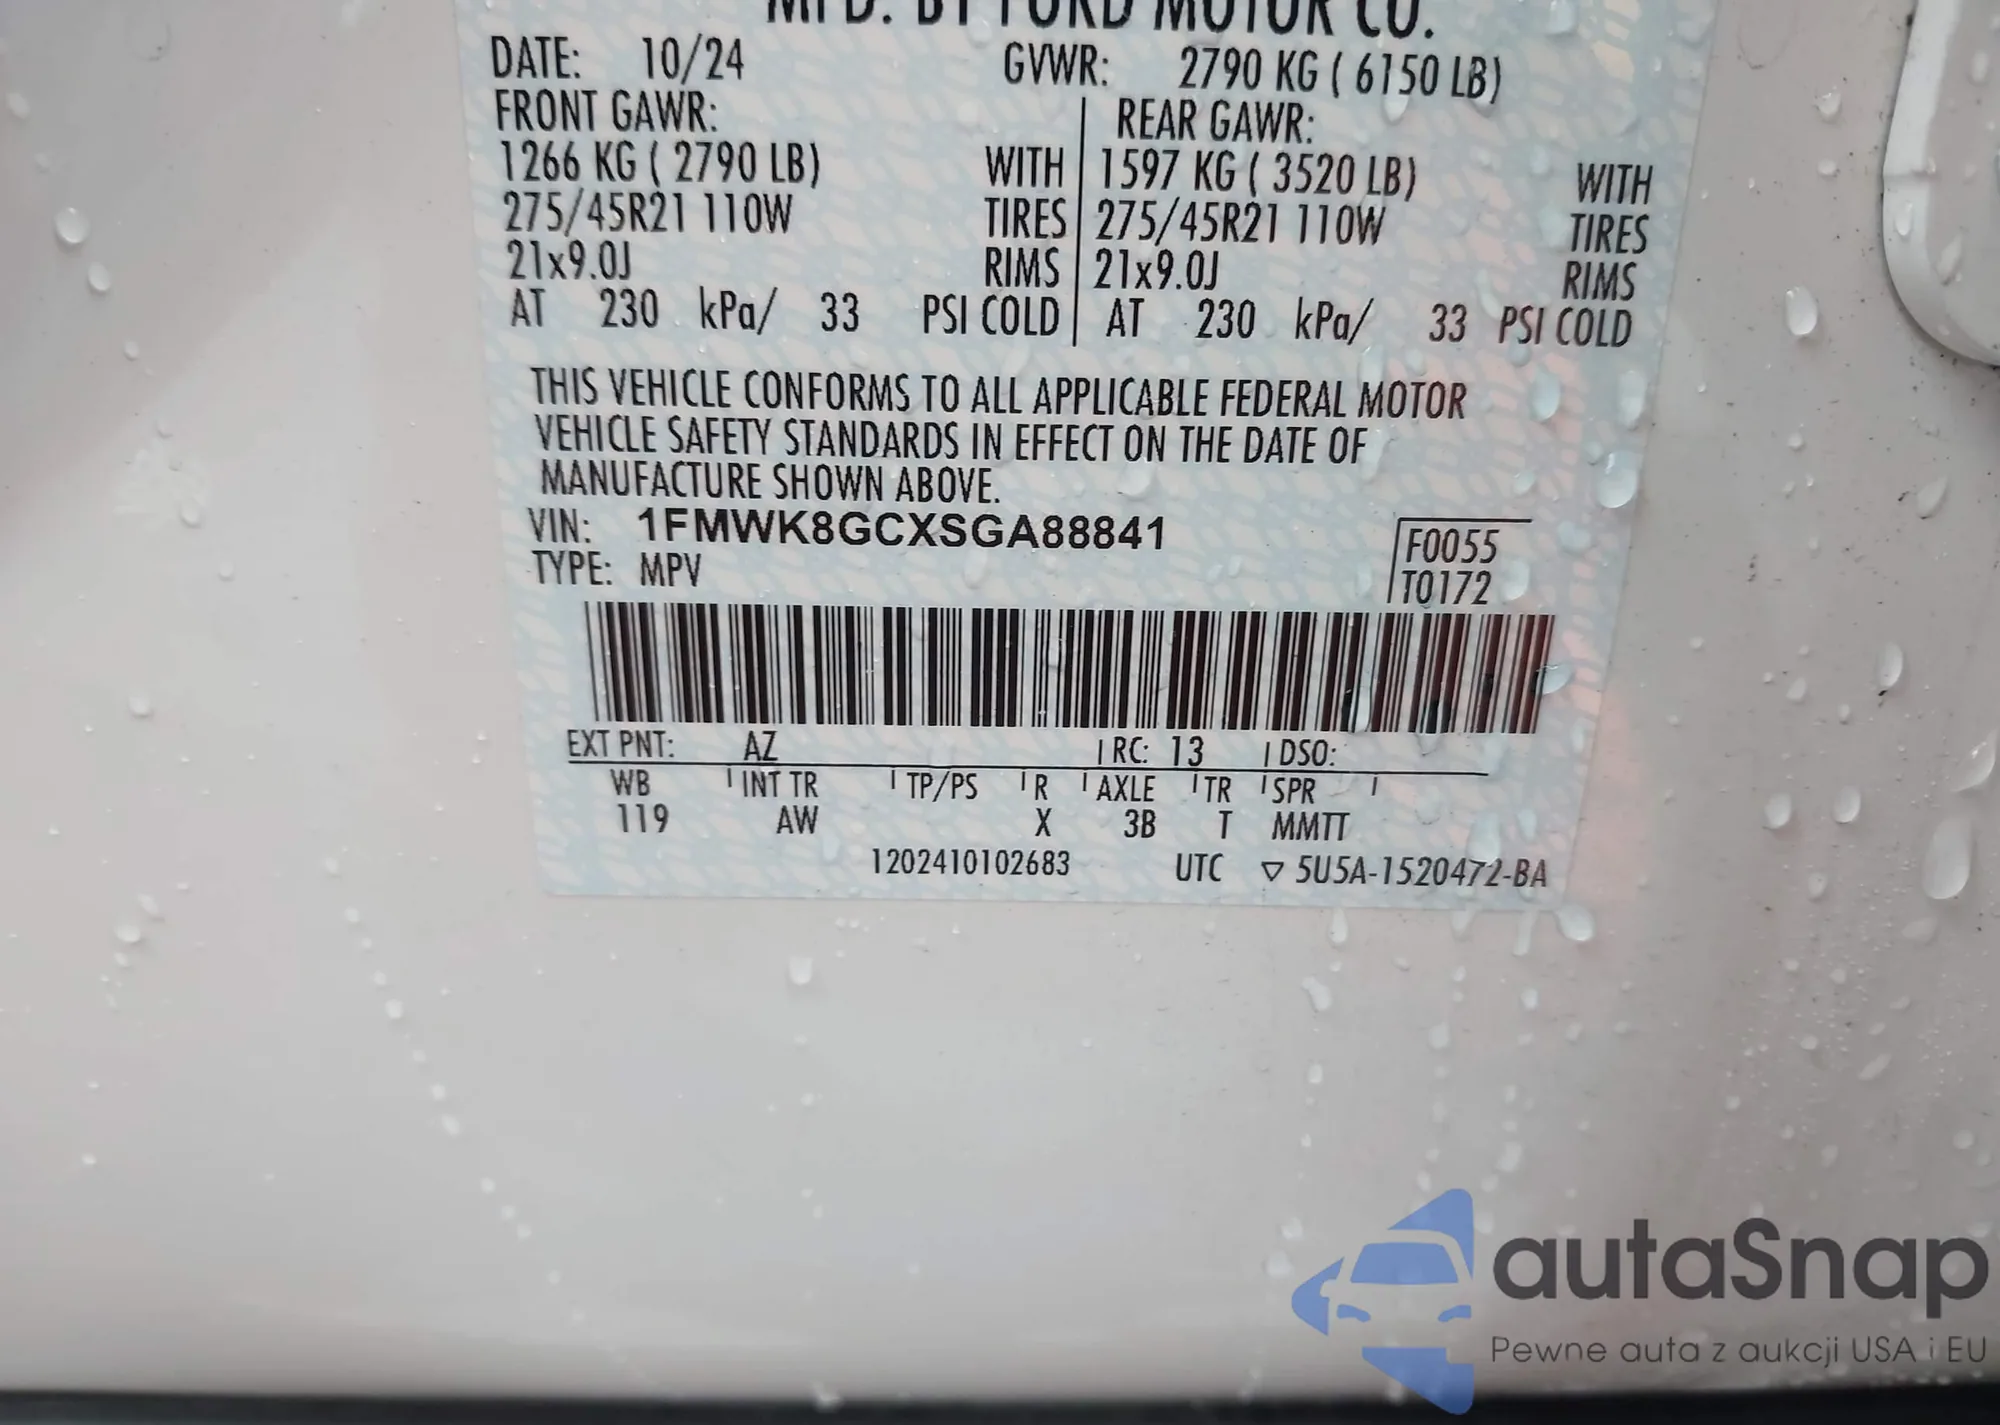 MFD. BY FORD MOTOR CO.
DATE: 10/24 GVWR: 2790 KG ( 6150 LB)
FRONT GAWR: REAR GAWR:
1266 KG ( 2790 LB) WITH 1597 KG ( 3520 LB) WITH
275/45R21 110W TIRES 275/45R21 110W TIRES
21x9.0J RIMS 21x9.0J RIMS
AT 230 kPa/ 33 PSI COLD AT 230 kPa/ 33 PSI COLD
THIS VEHICLE CONFORMS TO ALL APPLICABLE FEDERAL MOTOR
VEHICLE SAFETY STANDARDS IN EFFECT ON THE DATE OF
MANUFACTURE SHOWN ABOVE.
VIN: 1FMWK8GCXSGA88841
TYPE: MPV
F0055
T0172
EXT PNT: AZ RC: 13 DSO:
WB INT TR TP/PS R AXLE TR SPR
119 AW X 3B T MMTT
1202410102683 UTC ▽ 5U5A-1520472-BA
autaSnap
Pewne auta z aukcji USA i EU